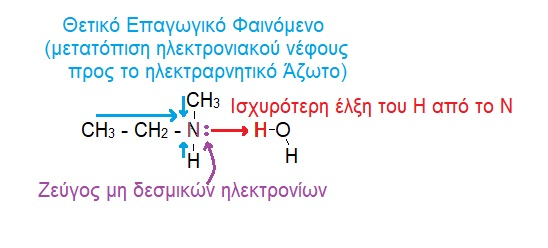 Θετικό Επαγωγικό Φαινόμενο
(μετατόπιση ηλεκτρονιακού νέφους
προς το ηλεκτραρνητικό Άζωτο)
CH3 Ισχυρότερη έλξη του Η από το Ν
CH3 - CH2 - N: H-O
H H
Ζεύγος μη δεσμικών ηλεκτρονίων